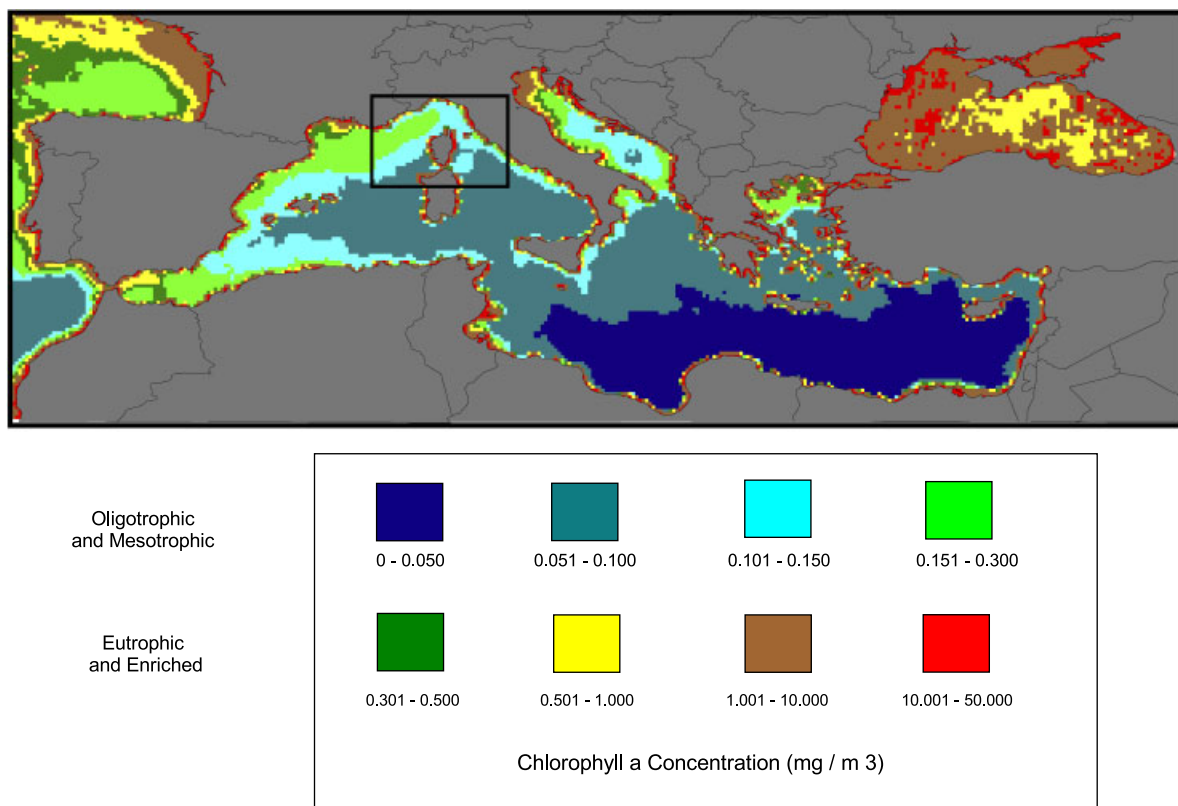 Oligotrophic
and Mesotrophic
0 - 0.050
0.051 - 0.100
0.101 - 0.150
0.151 - 0.300
Eutrophic
and Enriched
0.301 - 0.500
0.501 - 1.000
1.001 - 10.000
10.001 - 50.000
Chlorophyll a Concentration (mg / m 3)